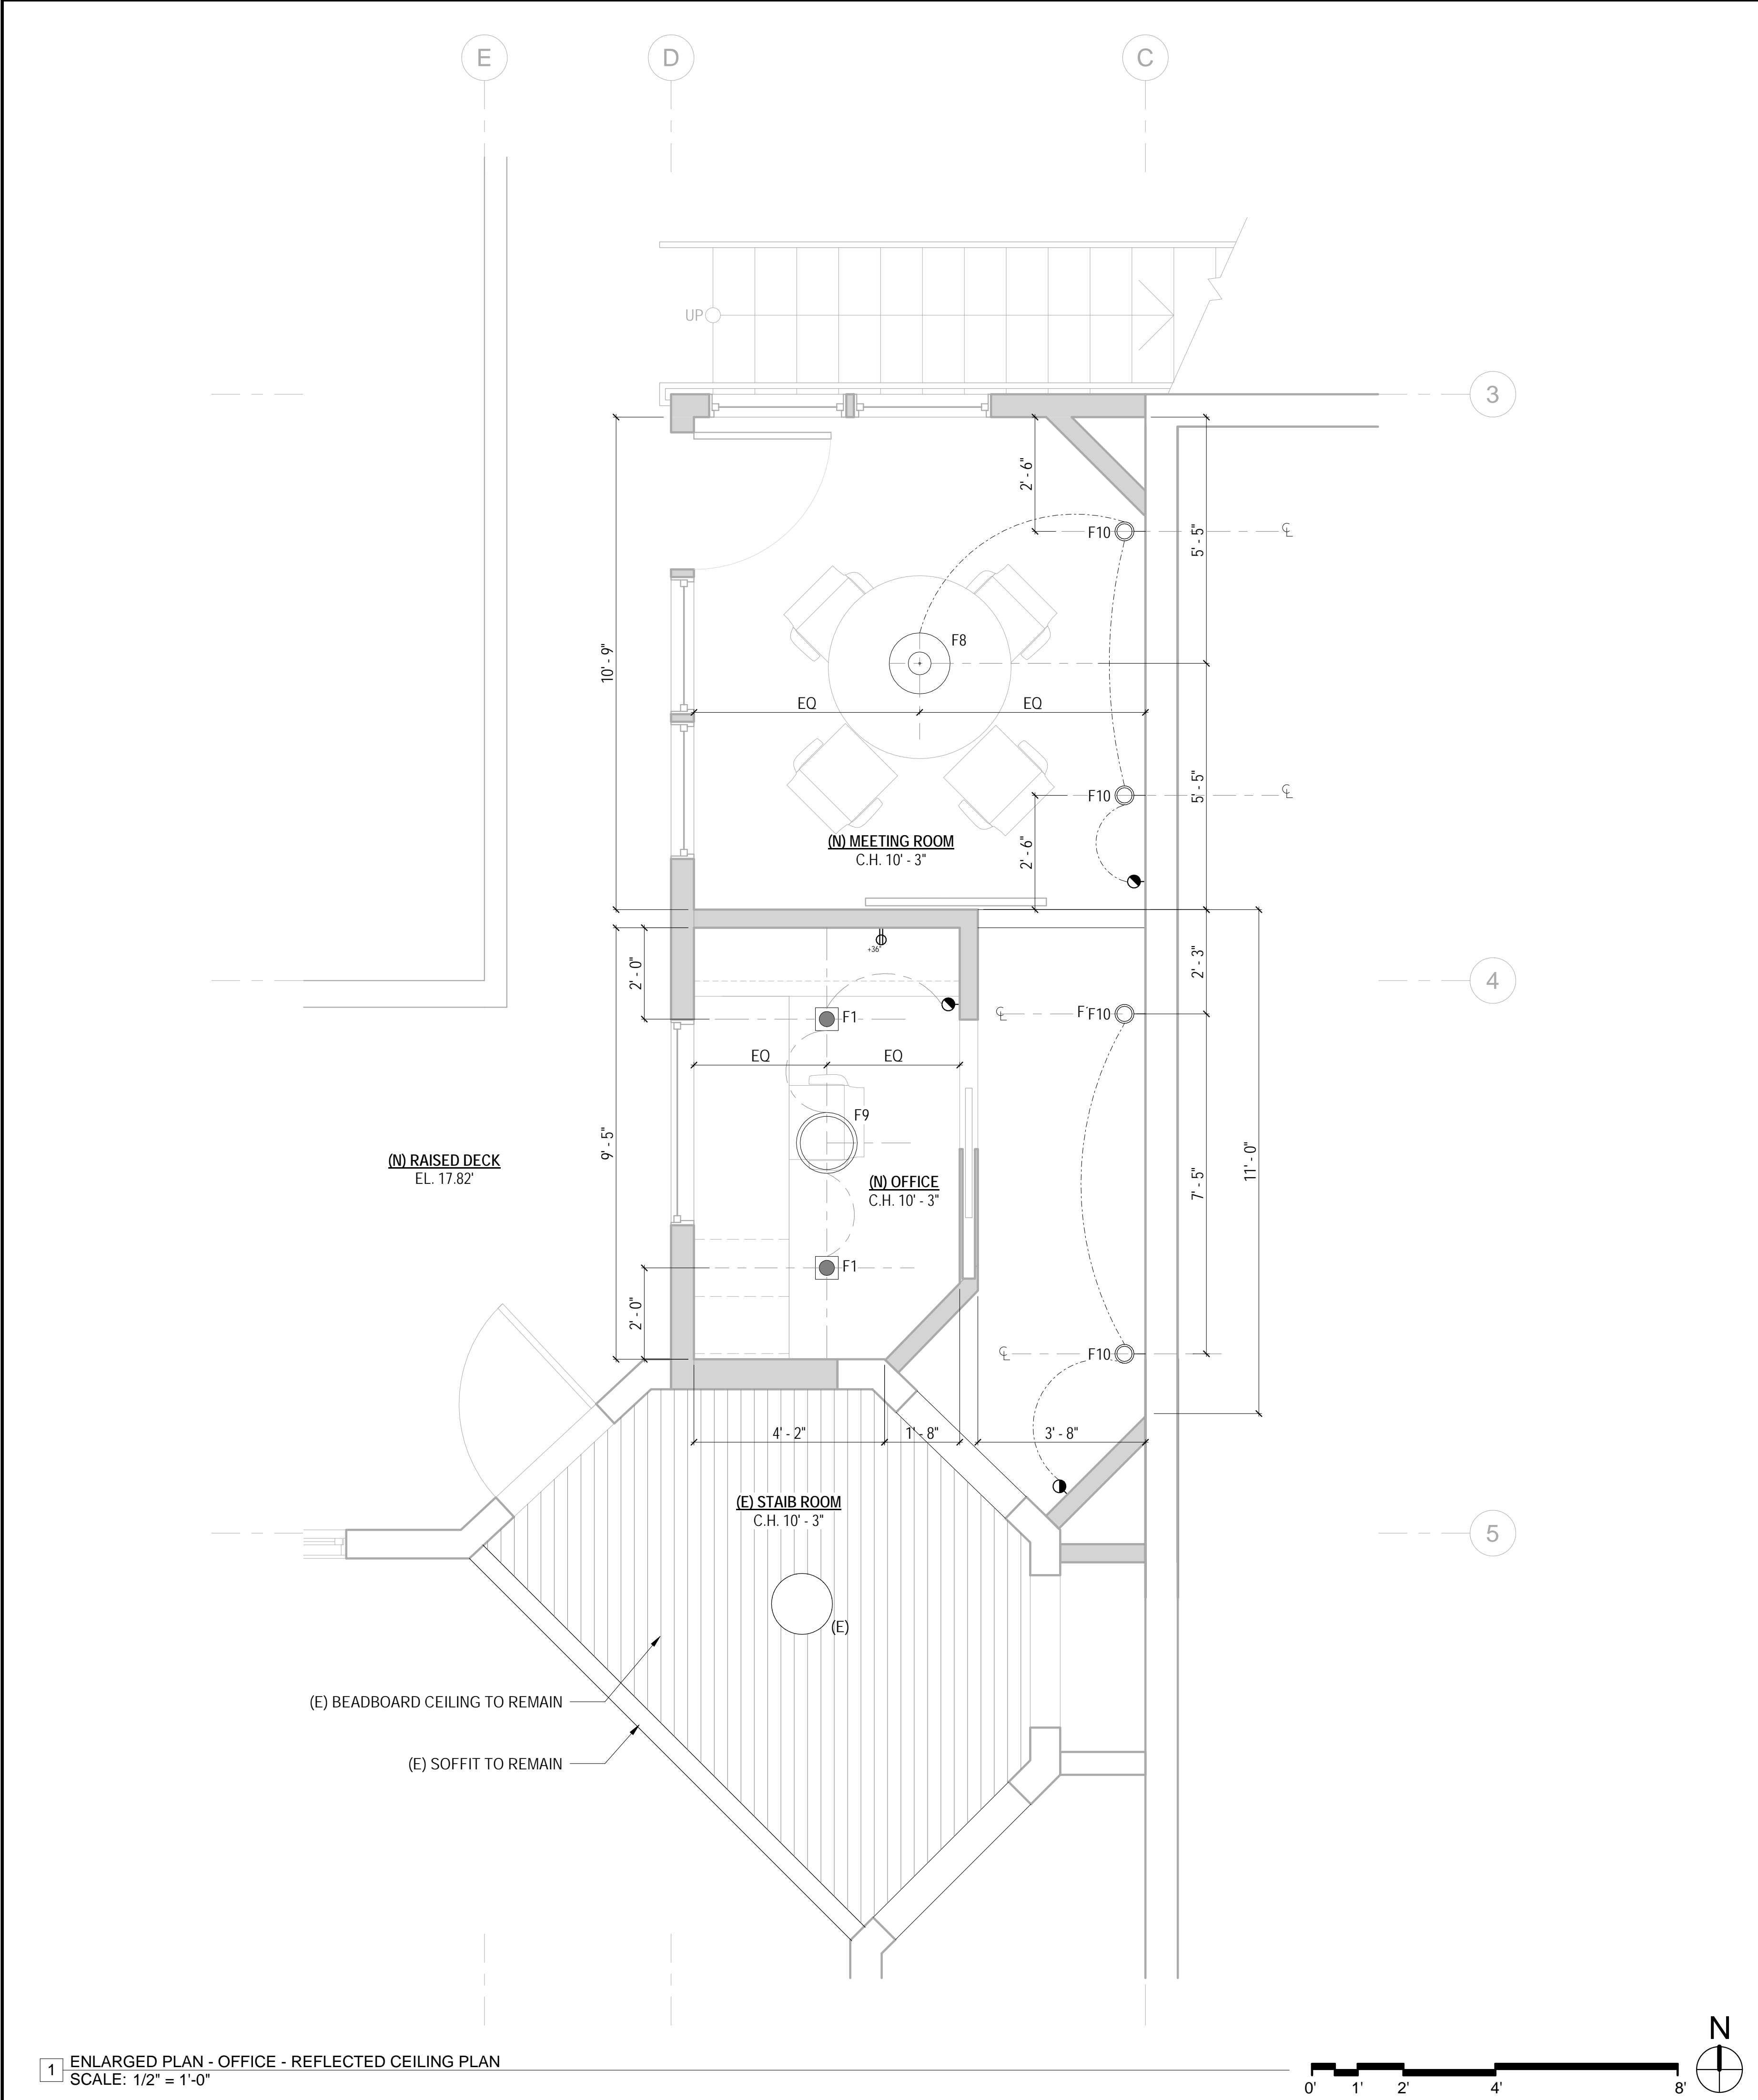 E
D
C
UP
3
2' - 6"
F10
℄
5' - 5"
F8
10' - 9"
EQ
EQ
F10
℄
5' - 5"
(N) MEETING ROOM
C.H. 10' - 3"
2' - 6"
+36"
2' - 0"
2' - 3"
4
F1
℄
F10
EQ
EQ
F9
9' - 5"
(N) RAISED DECK
EL. 17.82'
(N) OFFICE
C.H. 10' - 3"
7' - 5"
11' - 0"
F1
2' - 0"
℄
F10
4' - 2"
1' - 8"
3' - 8"
(E) STAIB ROOM
C.H. 10' - 3"
5
(E)
(E) BEADBOARD CEILING TO REMAIN
(E) SOFFIT TO REMAIN
N
1
ENLARGED PLAN - OFFICE - REFLECTED CEILING PLAN
SCALE: 1/2" = 1'-0"
0' 1' 2' 4' 8'